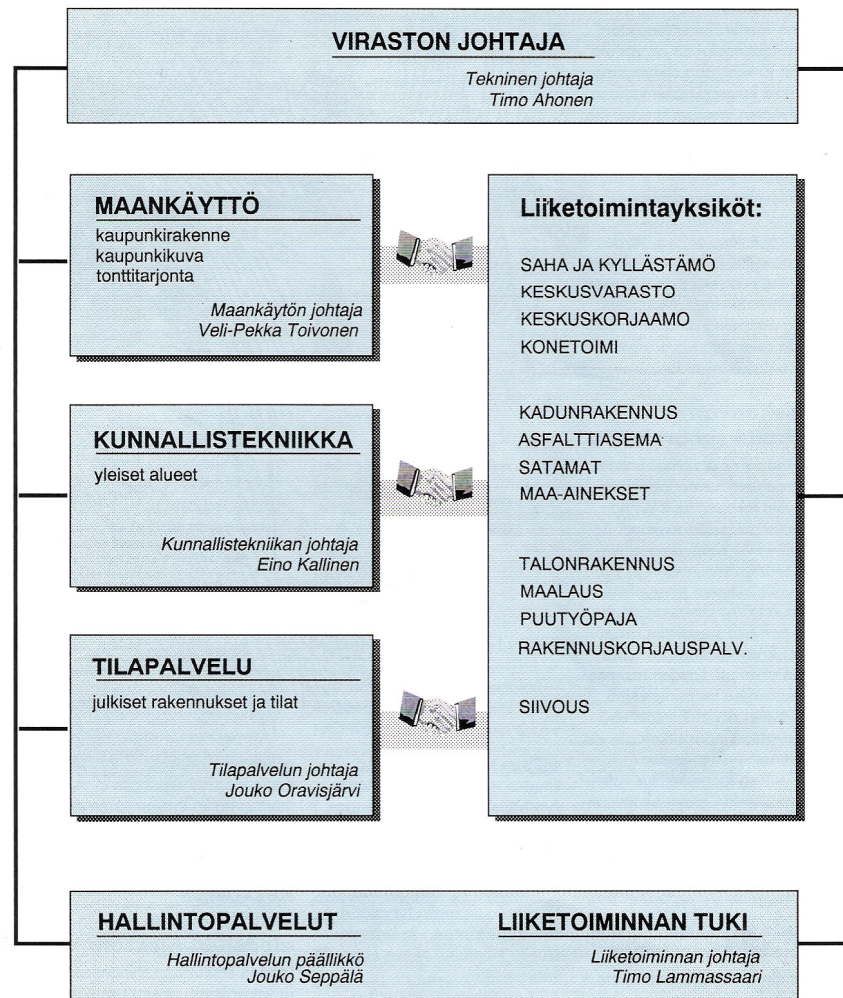 VIRASTON JOHTAJA
Tekninen johtaja
Timo Ahonen
MAANKÄYTTÖ
kaupunkirakenne
kaupunkikuva
tonttitarjonta
Maankäytön johtaja
Veli-Pekka Toivonen
KUNNALLISTEKNIIKKA
yleiset alueet
Kunnallistekniikan johtaja
Eino Kallinen
TILAPALVELU
julkiset rakennukset ja tilat
Tilapalvelun johtaja
Jouko Oravisjärvi
Liiketoimintayksiköt:
SAHA JA KYLLÄSTÄMÖ
KESKUSVARASTO
KESKUSKORJAAMO
KONETOIMI
KADUNRAKENNUS
ASFALTTIASEMA
SATAMAT
MAA-AINEKSET
TALONRAKENNUS
MAALAUS
PUUTYÖPAJA
RAKENNUSKORJAUSPALV.
SIIVOUS
HALLINTOPALVELUT
Hallintopalvelun päällikkö
Jouko Seppälä
LIIKETOIMINNAN TUKI
Liiketoiminnan johtaja
Timo Lammassaari